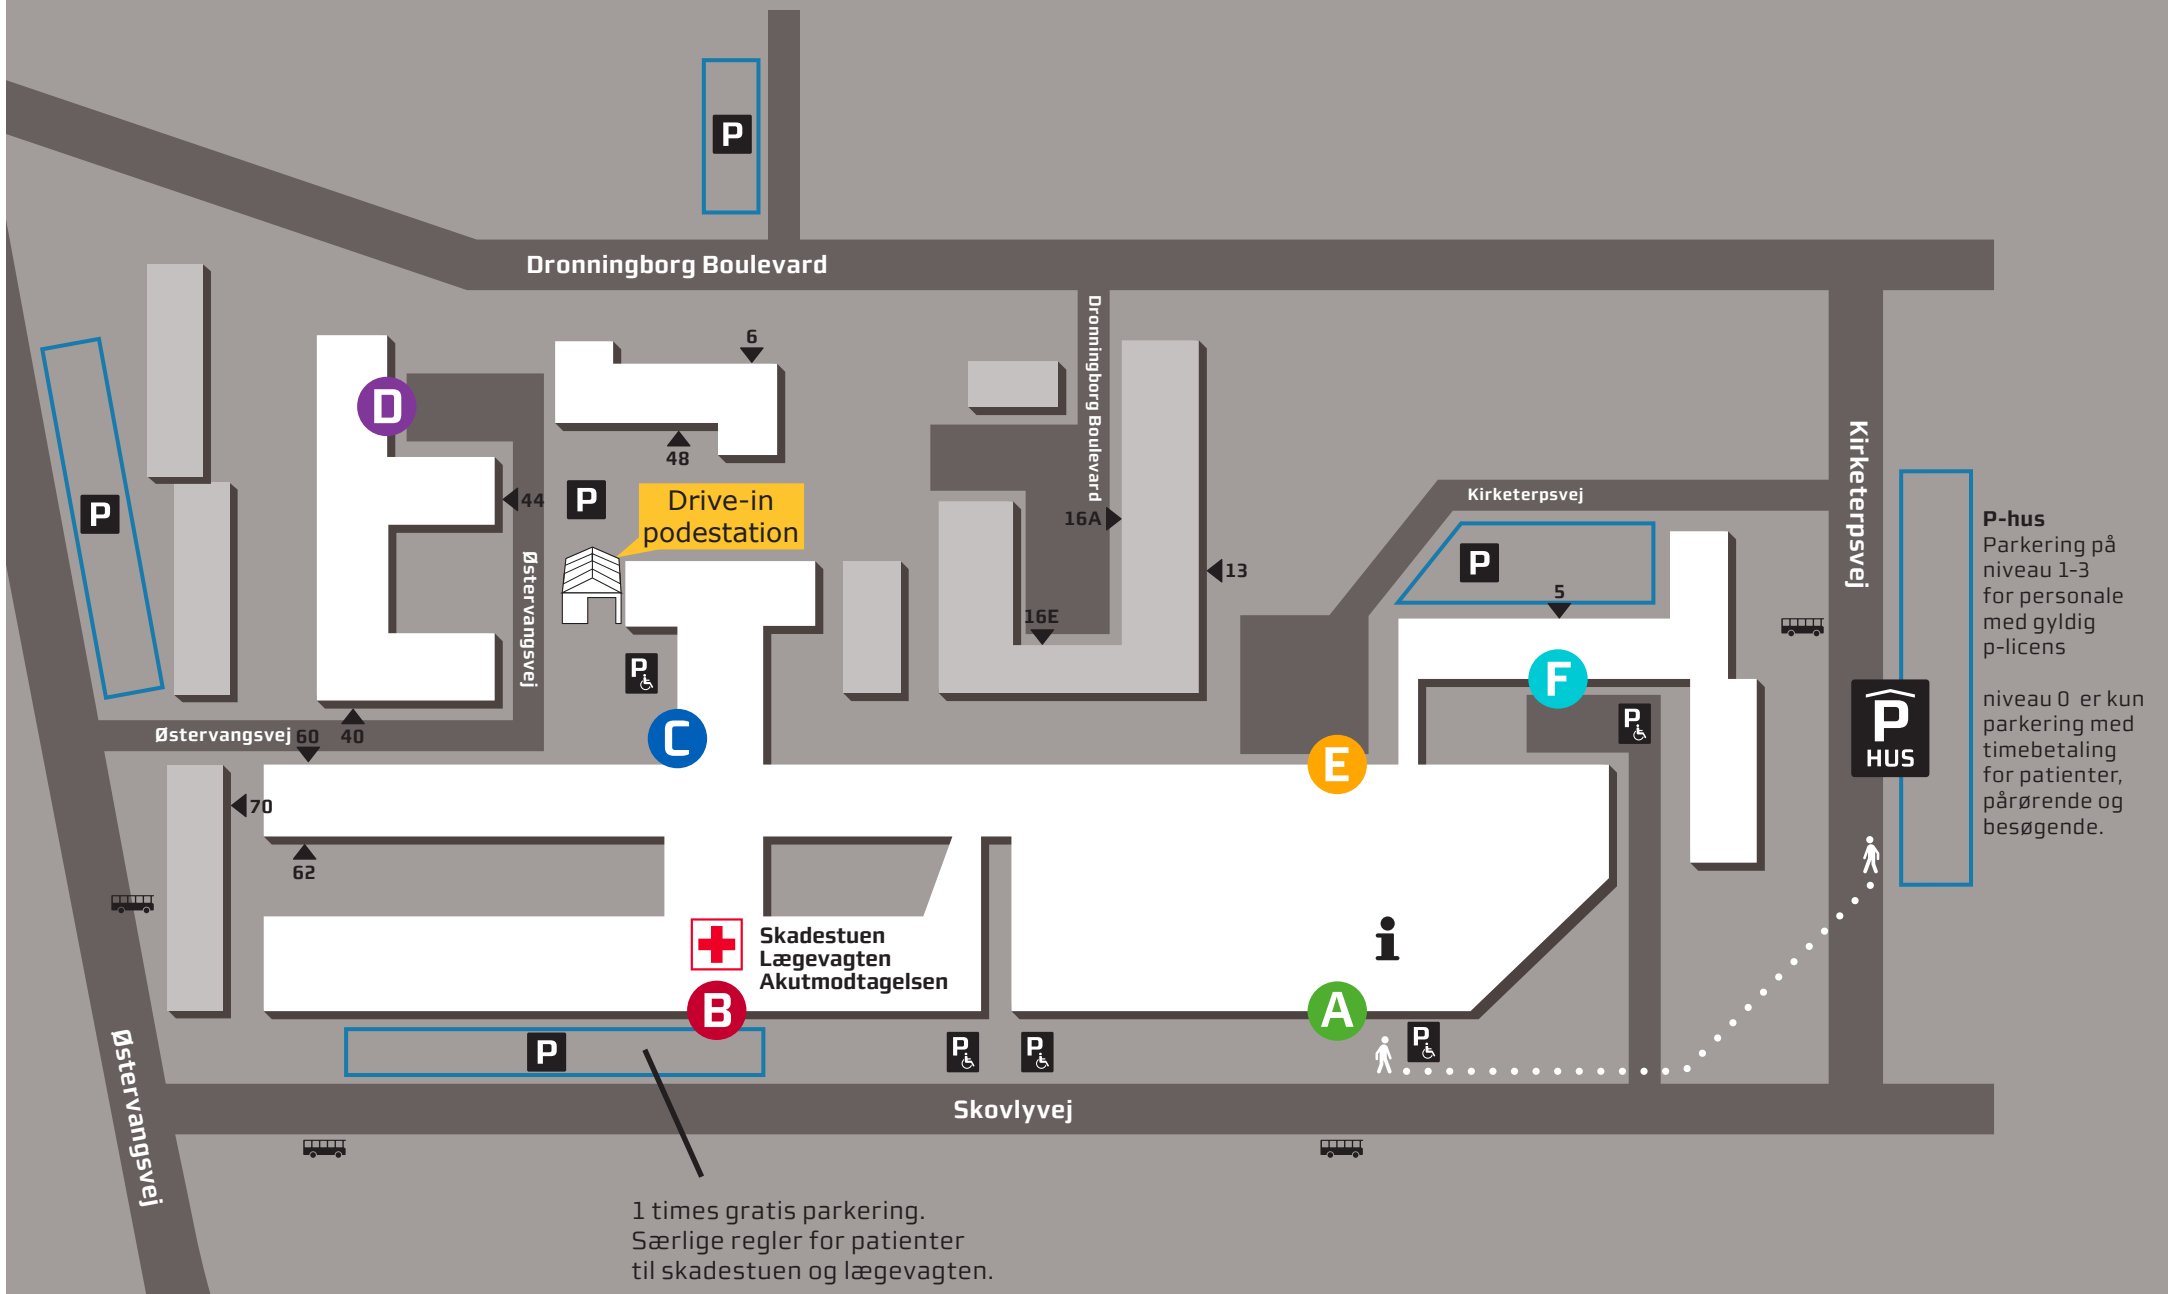 P
Dronningborg Boulevard
Dronningborg Boulevard
6
D
48
P
44
P
Drive-in
podestation
Østervangsvej
16A
13
16E
Kirketerpsvej
P
5
Kirketerpsvej
P-hus
Parkering på
niveau 1-3
for personale
med gyldig
p-licens
niveau 0 er kun
parkering med
timebetaling
for patienter,
pårørende og
besøgende.
P
HUS
P
F
P
C
E
Østervangsvej
60
40
70
62
Skadestuen
Lægevagten
Akutmodtagelsen
i
B
A
P
P
P
P
Østervangsvej
Skovlyvej
1 times gratis parkering.
Særlige regler for patienter
til skadestuen og lægevagten.